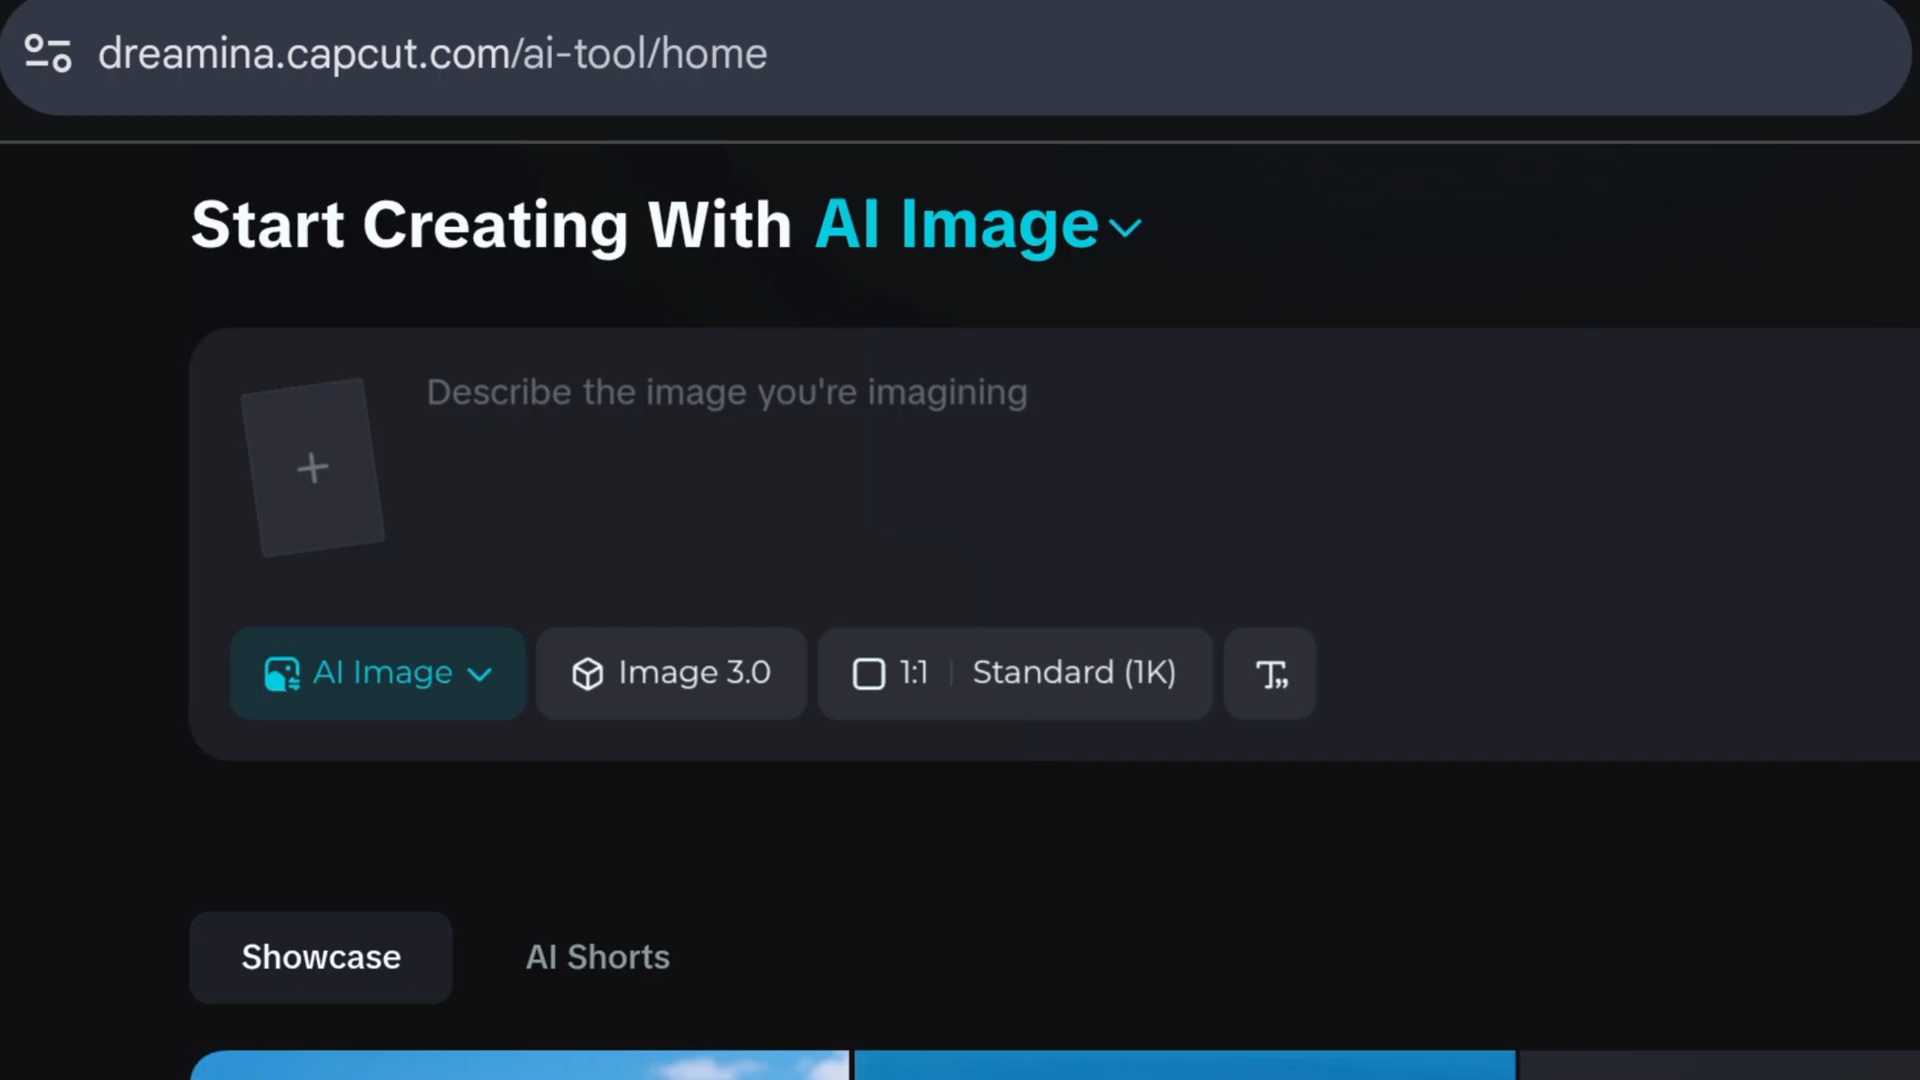 dreamina.capcut.com/ai-tool/home
Start Creating With AI Image
Describe the image you're imagining
AI Image
Image 3.0
1:1 | Standard (1K)
Showcase
AI Shorts